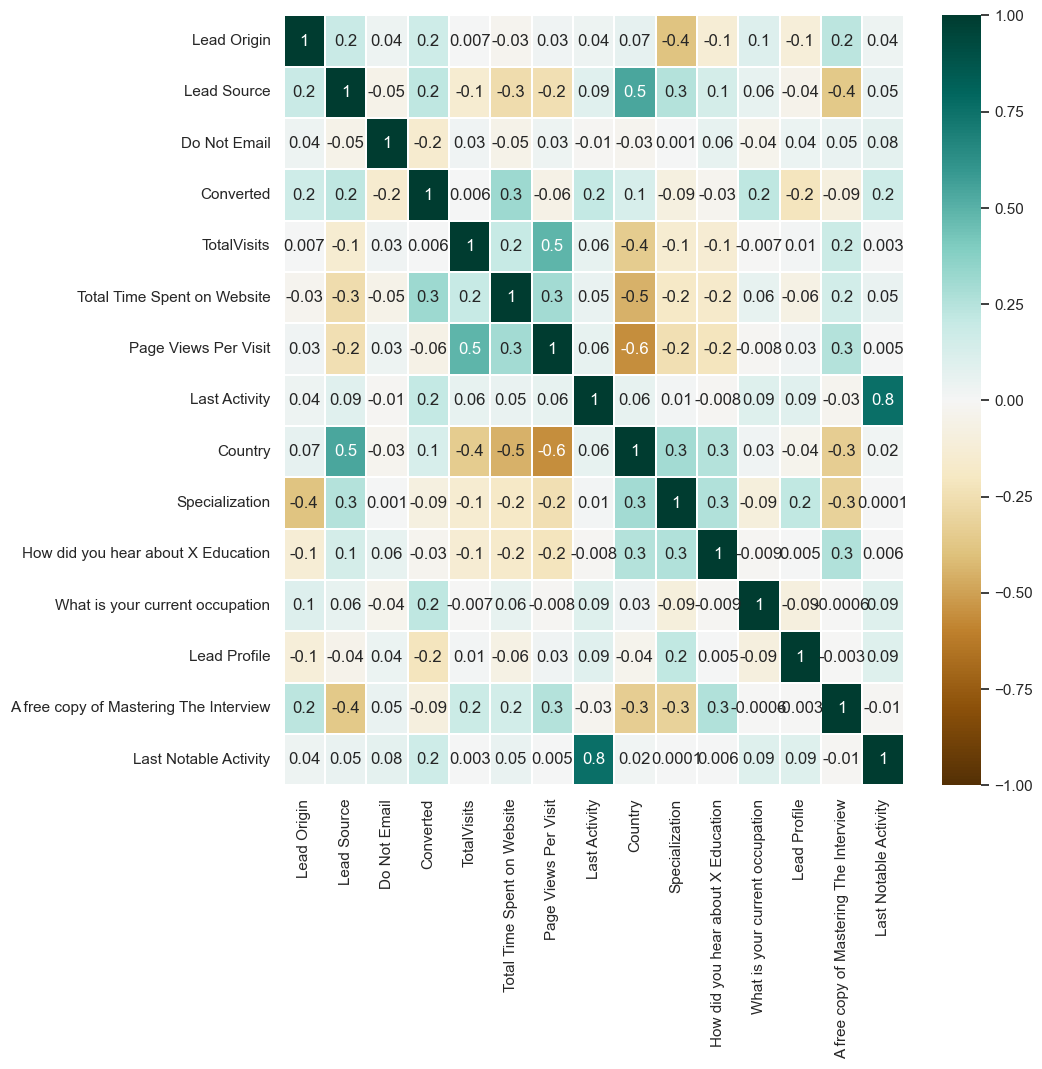 Lead Origin 1 0.2 0.04 0.2 0.007 -0.03 0.03 0.04 0.07 -0.4 -0.1 0.1 -0.1 0.2 0.04
Lead Source 0.2 1 -0.05 0.2 -0.1 -0.3 -0.2 0.09 0.5 0.3 0.1 0.06 -0.04 -0.4 0.05
Do Not Email 0.04 -0.05 1 -0.2 0.03 -0.05 0.03 -0.01 -0.03 0.001 0.06 -0.04 0.04 0.05 0.08
Converted 0.2 0.2 -0.2 1 0.006 0.3 -0.06 0.2 0.1 -0.09 -0.03 0.2 -0.2 -0.09 0.2
TotalVisits 0.007 -0.1 0.03 0.006 1 0.2 0.5 0.06 -0.4 -0.1 -0.1 -0.007 0.01 0.2 0.003
Total Time Spent on Website -0.03 -0.3 -0.05 0.3 0.2 1 0.3 0.05 -0.5 -0.2 -0.2 0.06 -0.06 0.2 0.05
Page Views Per Visit 0.03 -0.2 0.03 -0.06 0.5 0.3 1 0.06 -0.6 -0.2 -0.2 -0.008 0.03 0.3 0.005
Last Activity 0.04 0.09 -0.01 0.2 0.06 0.05 0.06 1 0.06 0.01 -0.008 0.09 0.09 -0.03 0.8
Country 0.07 0.5 -0.03 0.1 -0.4 -0.5 -0.6 0.06 1 0.3 0.3 0.03 -0.04 -0.3 0.02
Specialization -0.4 0.3 0.001 -0.09 -0.1 -0.2 -0.2 0.01 0.3 1 0.3 -0.09 0.2 -0.3 0.0001
How did you hear about X Education -0.1 0.1 0.06 -0.03 -0.1 -0.2 -0.2 -0.008 0.3 0.3 1 -0.009 0.005 0.3 0.006
What is your current occupation 0.1 0.06 -0.04 0.2 -0.007 0.06 -0.008 0.09 0.03 -0.09 -0.009 1 -0.09 -0.0006 0.09
Lead Profile -0.1 -0.04 0.04 -0.2 0.01 -0.06 0.03 0.09 -0.04 0.2 0.005 -0.09 1 -0.003 0.09
A free copy of Mastering The Interview 0.2 -0.4 0.05 -0.09 0.2 0.2 0.3 -0.03 -0.3 -0.3 0.3 -0.0006 -0.003 1 -0.01
Last Notable Activity 0.04 0.05 0.08 0.2 0.003 0.05 0.005 0.8 0.02 0.0001 0.006 0.09 0.09 -0.01 1
Lead Origin
Lead Source
Do Not Email
Converted
TotalVisits
Total Time Spent on Website
Page Views Per Visit
Last Activity
Country
Specialization
How did you hear about X Education
What is your current occupation
Lead Profile
A free copy of Mastering The Interview
Last Notable Activity
1.00
0.75
0.50
0.25
0.00
−0.25
−0.50
−0.75
−1.00